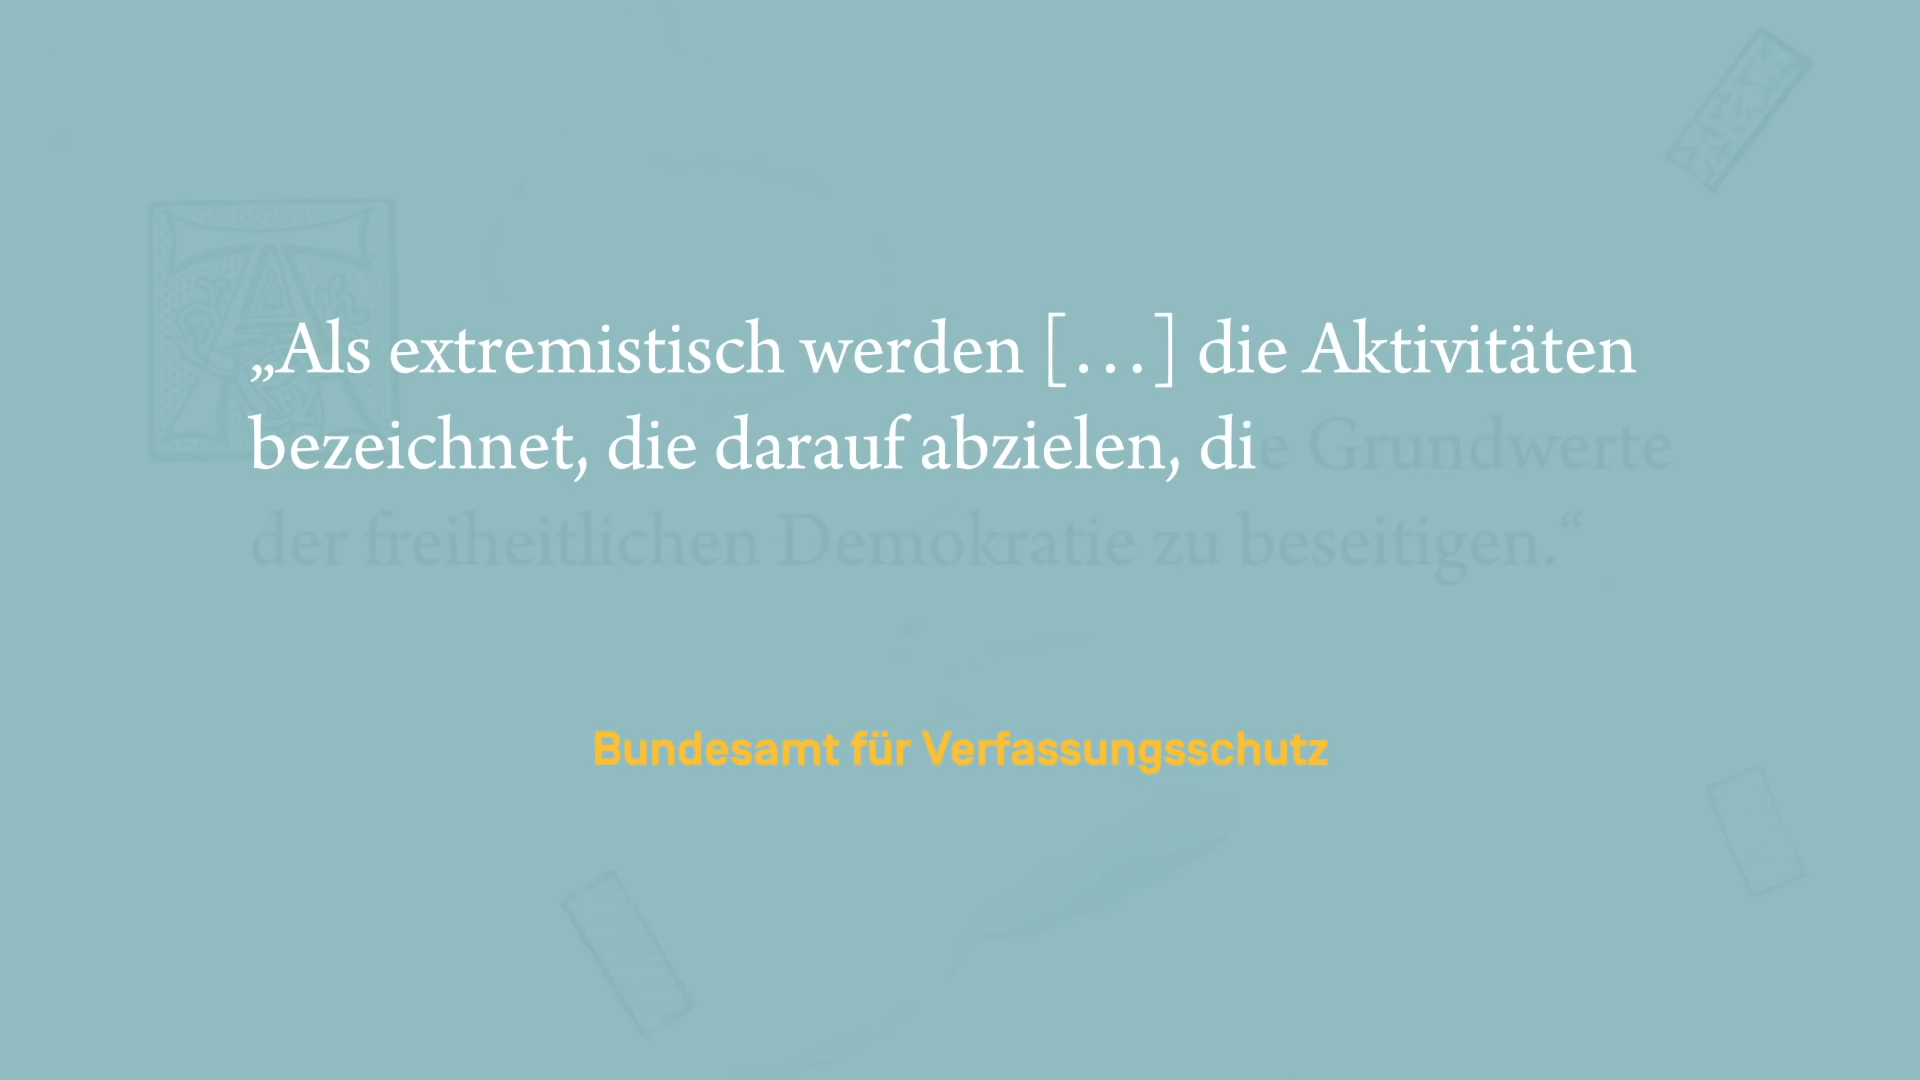 „Als extremistisch werden […] die Aktivitäten
bezeichnet, die darauf abzielen, die Grundwerte
der freiheitlichen Demokratie zu beseitigen.“
Bundesamt für Verfassungsschutz